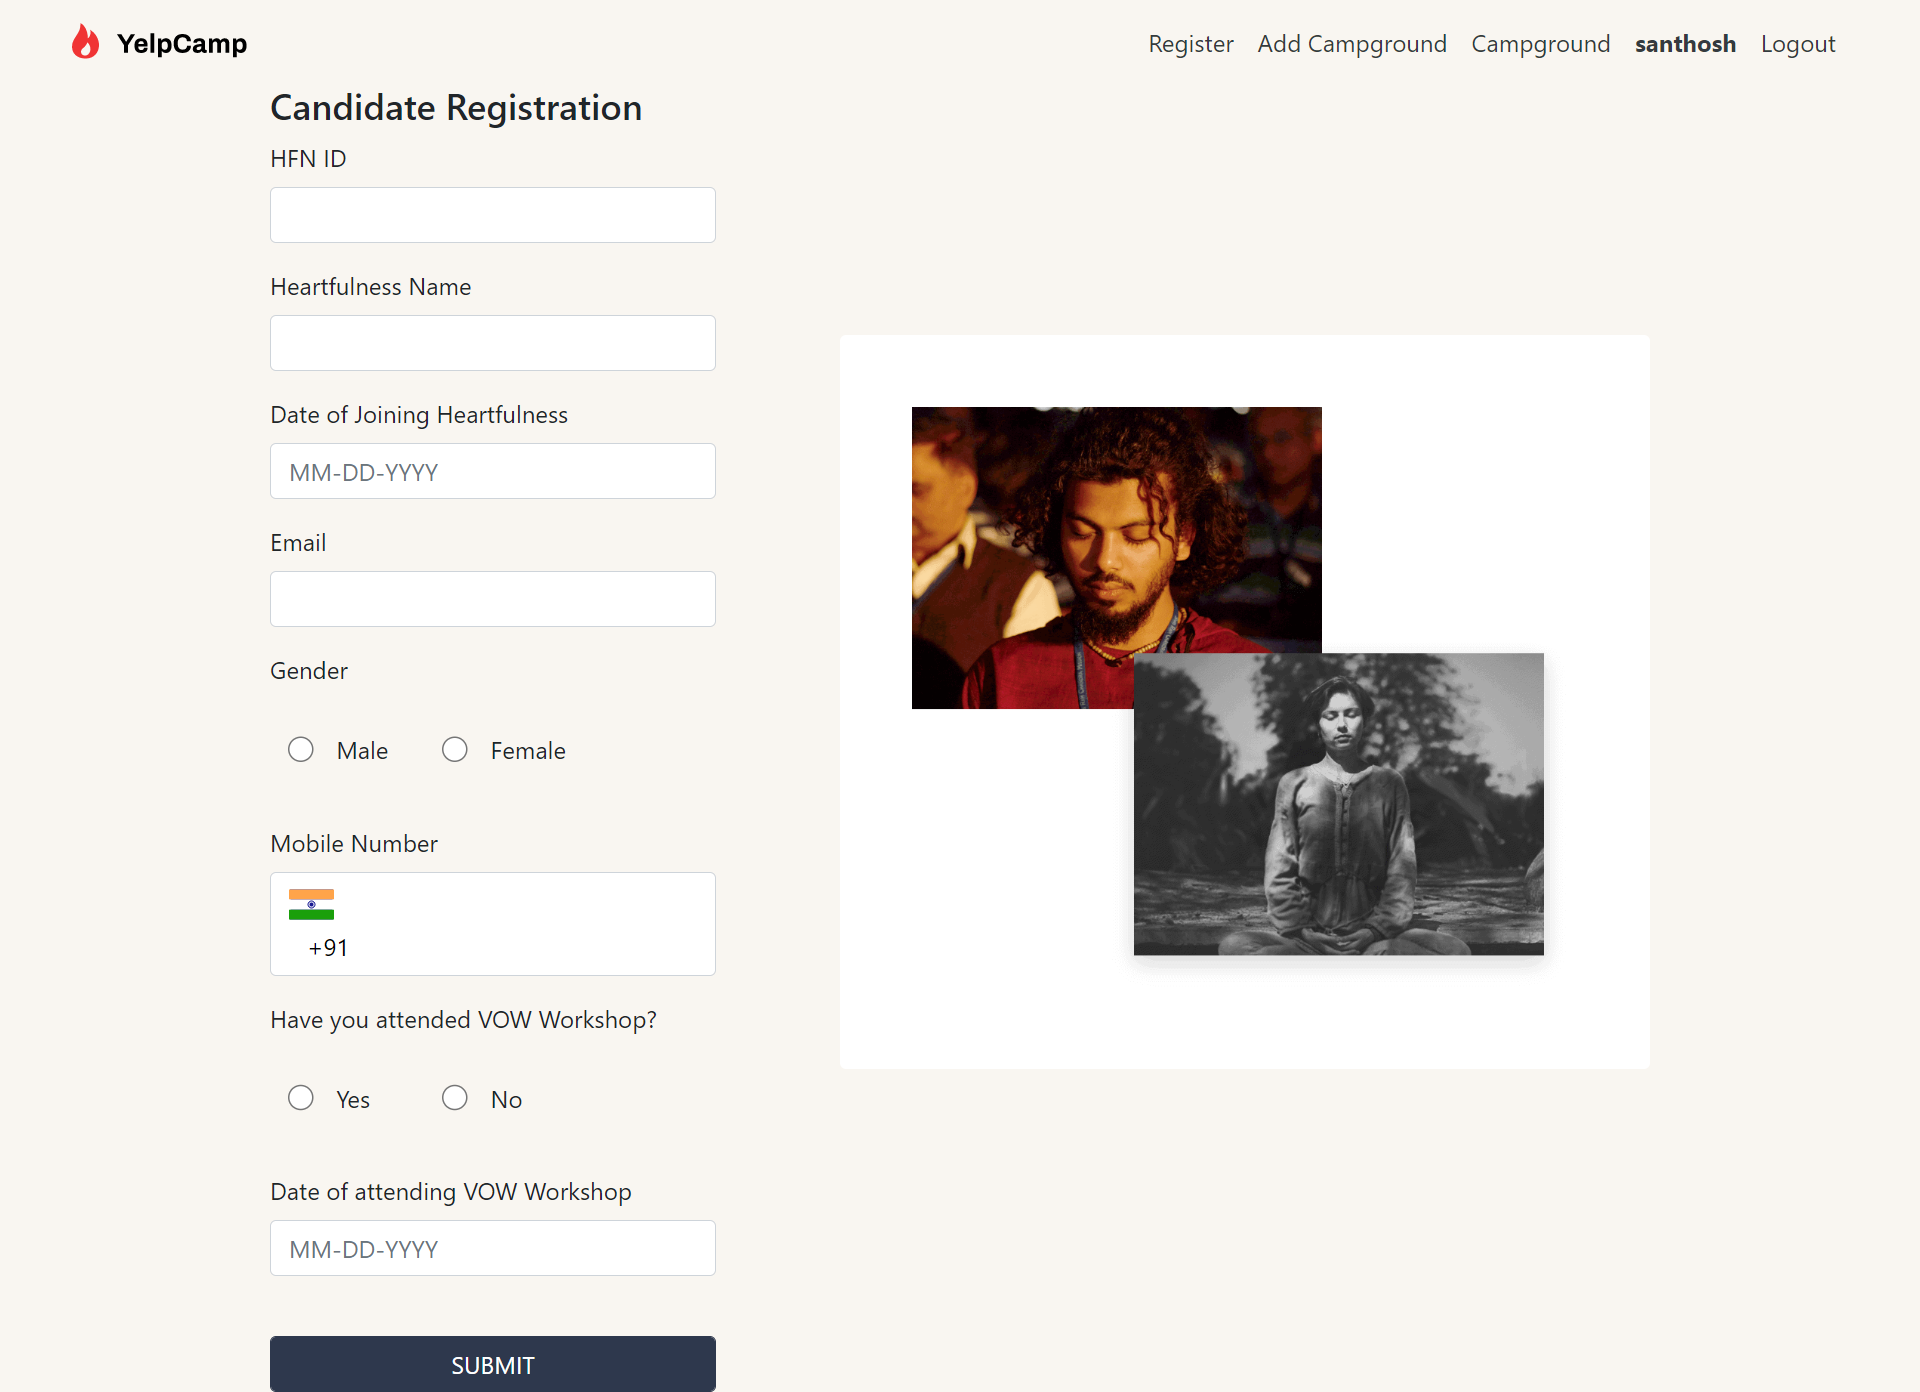 YelpCamp
Register Add Campground Campground santhosh Logout
Candidate Registration
HFN ID
Heartfulness Name
Date of Joining Heartfulness
MM-DD-YYYY
Email
Gender
Male Female
Mobile Number
+91
Have you attended VOW Workshop?
Yes No
Date of attending VOW Workshop
MM-DD-YYYY
SUBMIT